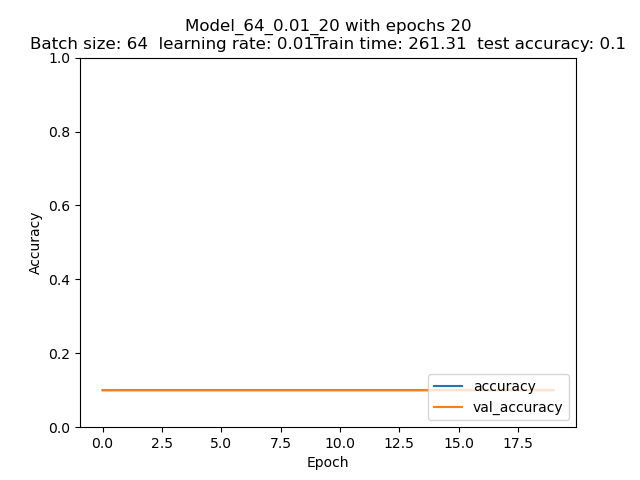 Model_64_0.01_20 with epochs 20
Batch size: 64  learning rate: 0.01Train time: 261.31  test accuracy: 0.1
1.0
0.8
0.6
0.4
0.2
0.0
Accuracy
accuracy
val_accuracy
0.0 2.5 5.0 7.5 10.0 12.5 15.0 17.5
Epoch